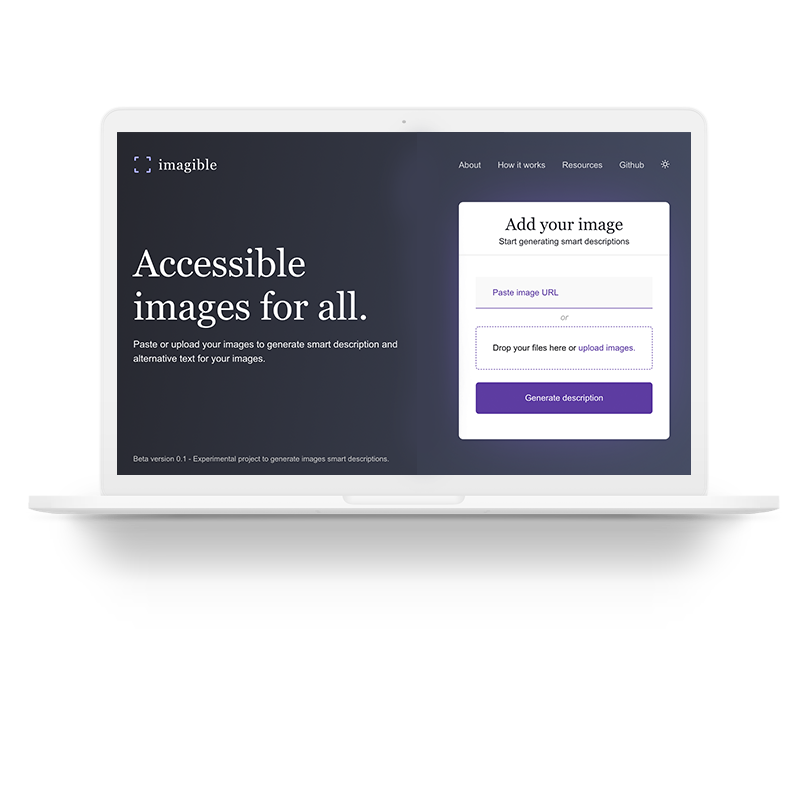 imagible
About How it works Resources Github
Accessible
images for all.
Paste or upload your images to generate smart description and
alternative text for your images.
Beta version 0.1 - Experimental project to generate images smart descriptions.
Add your image
Start generating smart descriptions
Paste image URL
or
Drop your files here or upload images.
Generate description